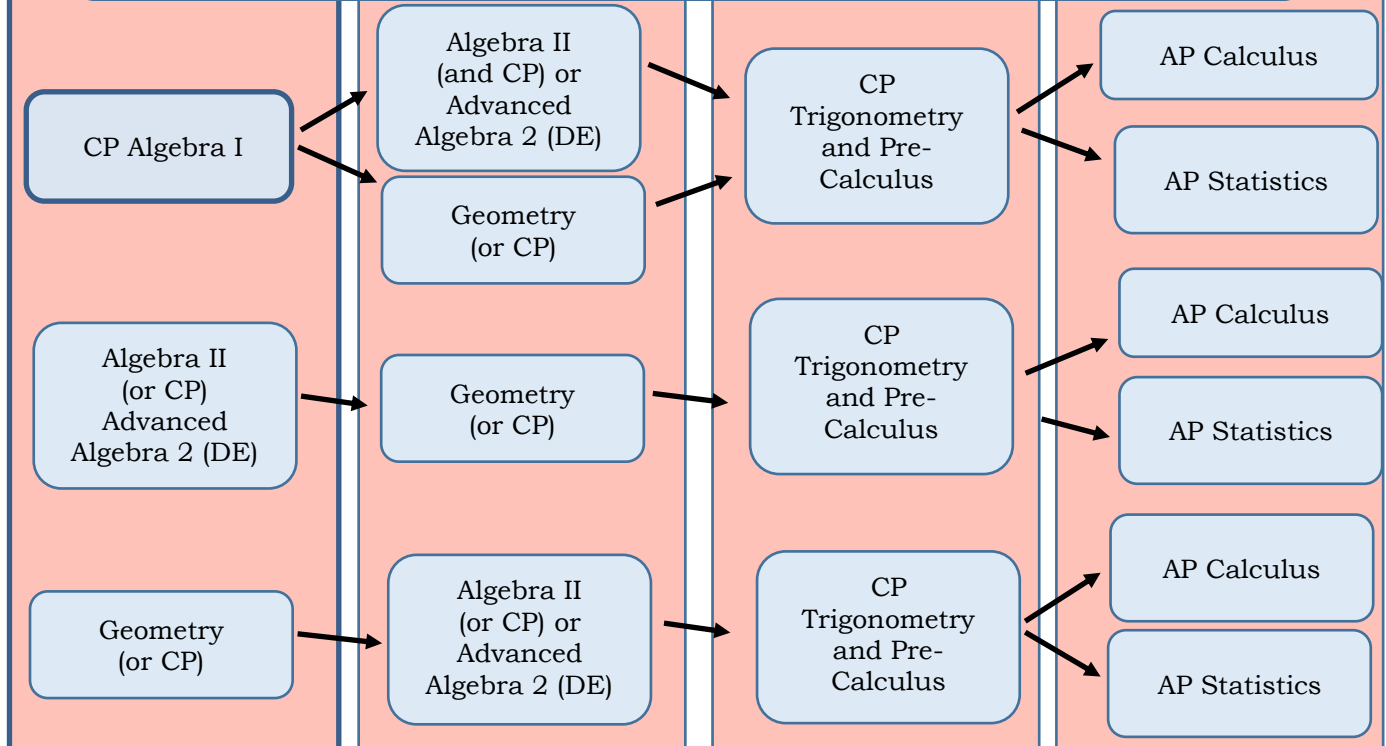 CP Algebra I
Algebra II
(and CP) or
Advanced
Algebra 2 (DE)
Geometry
(or CP)
CP
Trigonometry
and Pre-
Calculus
AP Calculus
AP Statistics
Algebra II
(or CP)
Advanced
Algebra 2 (DE)
Geometry
(or CP)
CP
Trigonometry
and Pre-
Calculus
AP Calculus
AP Statistics
Geometry
(or CP)
Algebra II
(or CP) or
Advanced
Algebra 2 (DE)
CP
Trigonometry
and Pre-
Calculus
AP Calculus
AP Statistics